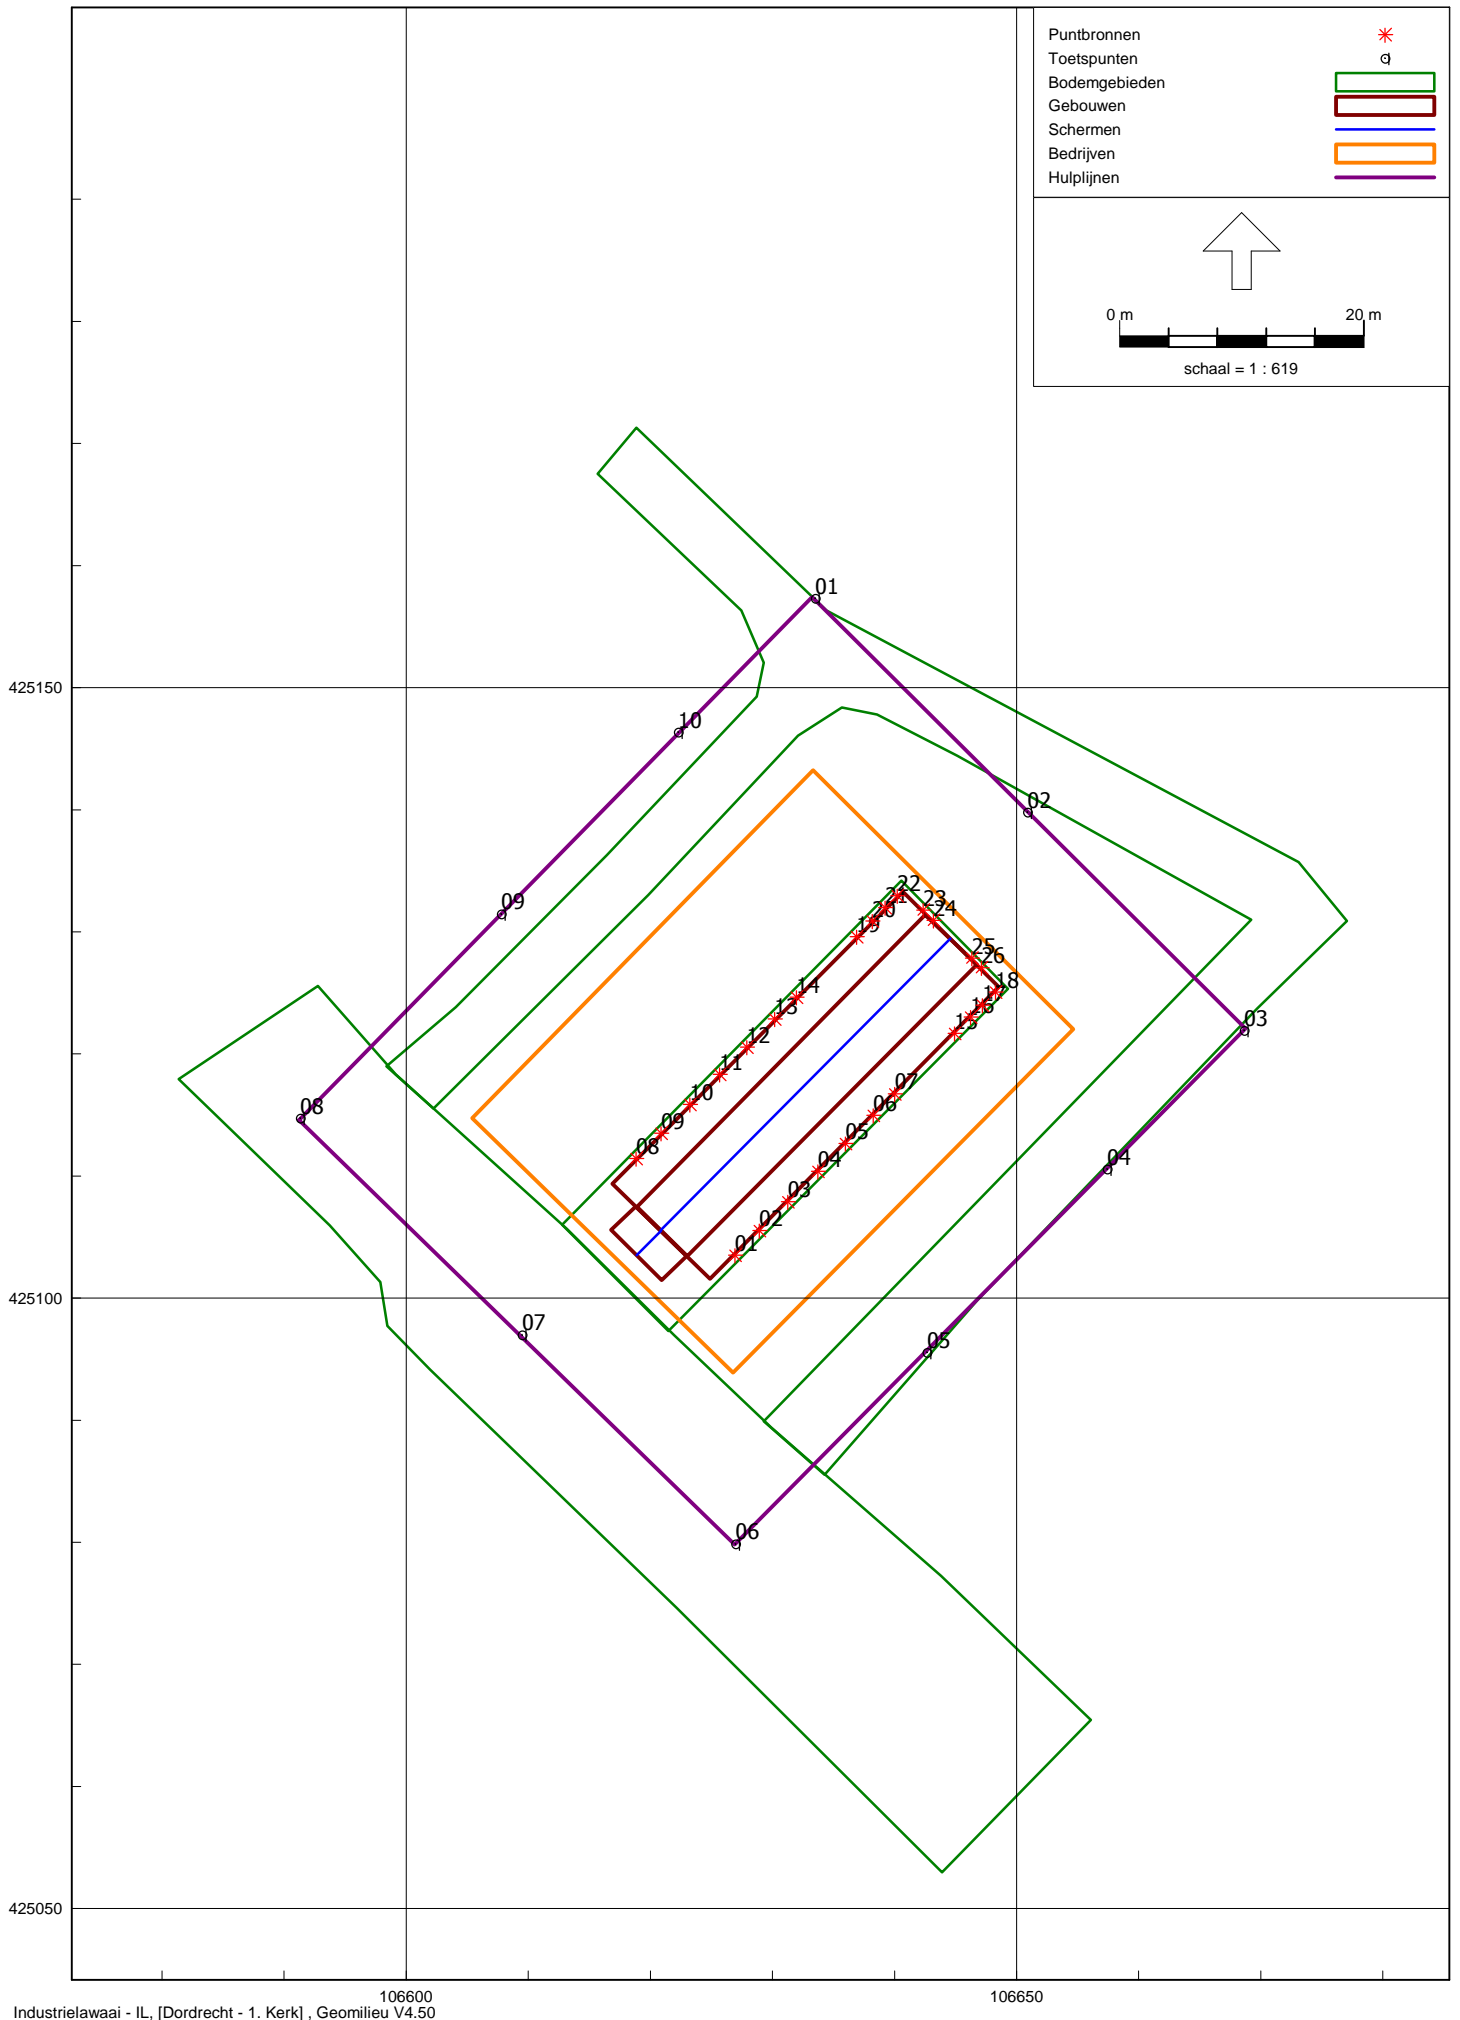 Puntbronnen
Toetspunten
Bodemgebieden
Gebouwen
Schermen
Bedrijven
Hulplijnen
0 m 20 m
schaal = 1 : 619
01
425150
10
02
22
21 23
09 20 24
19
25
26
14 18
13 17
16
03
15
12
11
07
10 06
08
09 05
08 04
04
03
02
01
425100
07
05
06
425050
106600 106650
Industrielawaai - IL, [Dordrecht - 1. Kerk] , Geomilieu V4.50